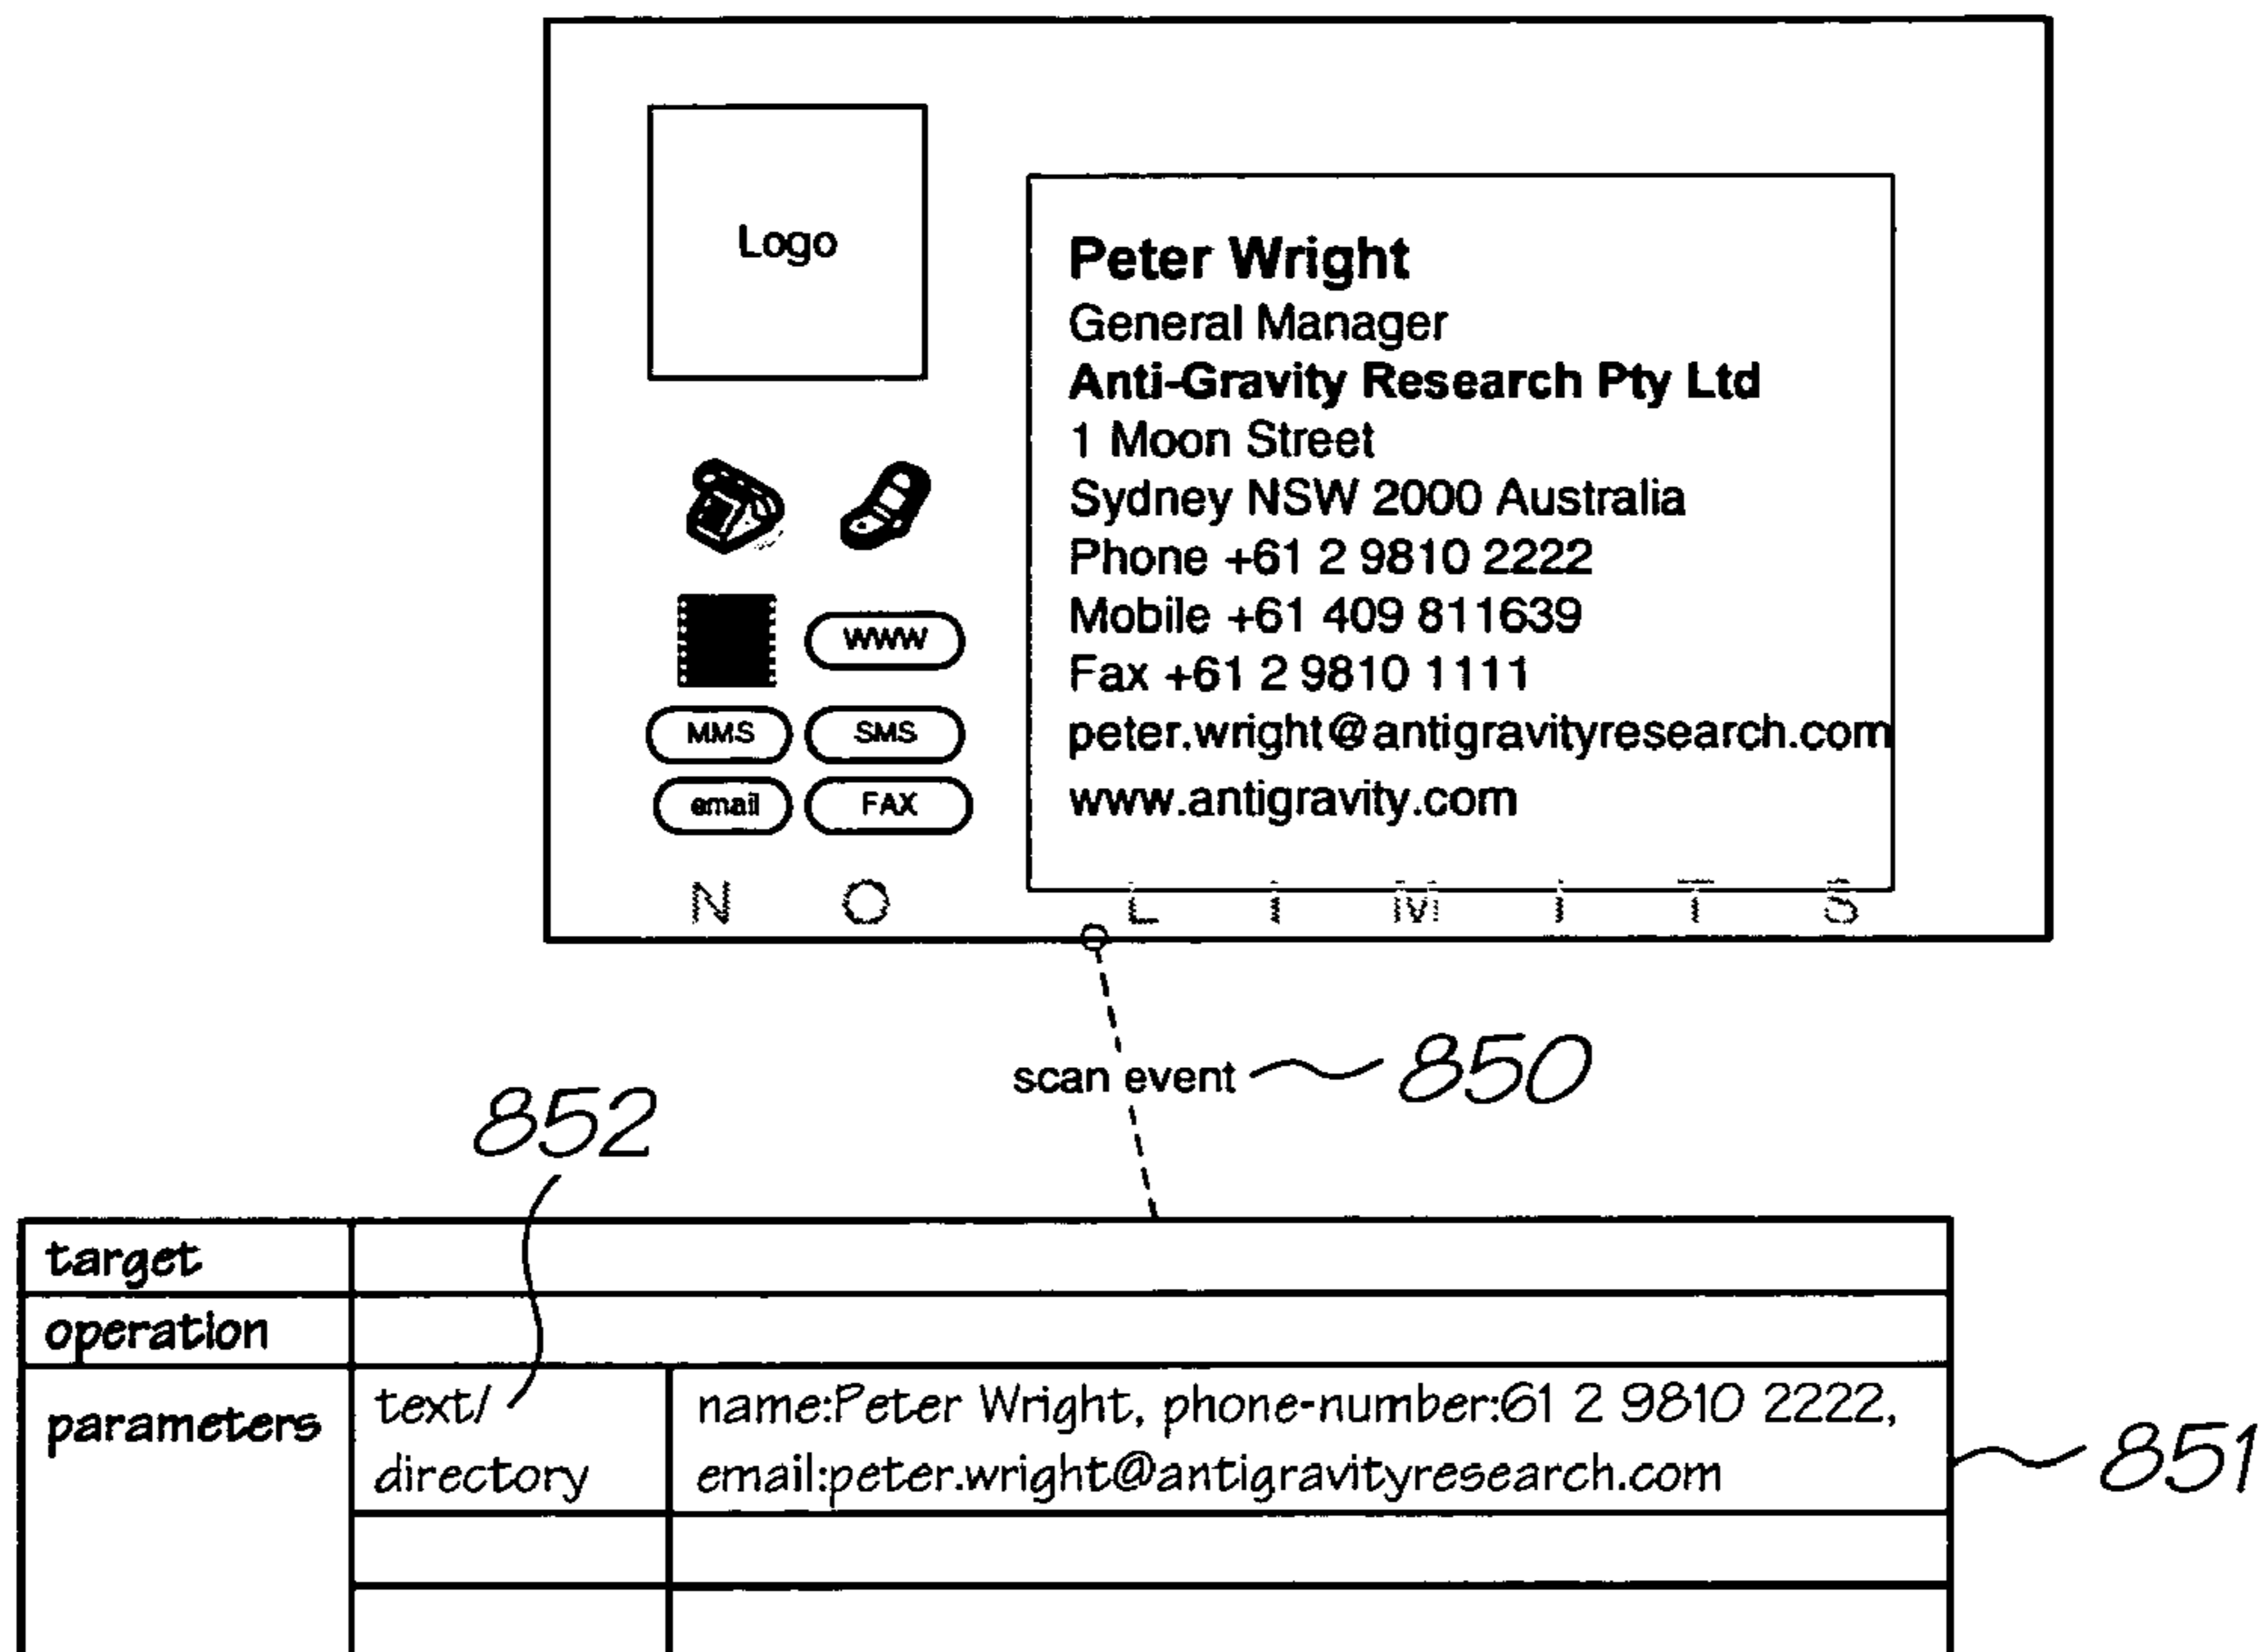 Logo
Peter Wright
General Manager
Anti-Gravity Research Pty Ltd
1 Moon Street
Sydney NSW 2000 Australia
Phone +61 2 9810 2222
Mobile +61 409 811639
Fax +61 2 9810 1111
peter.wright@antigravityresearch.com
www.antigravity.com
WWW
MMS SMS
email FAX
N O L I M I T S
scan event 850
852
target
operation
parameters
text/
directory
name:Peter Wright, phone-number:61 2 9810 2222,
email:peter.wright@antigravityresearch.com
851